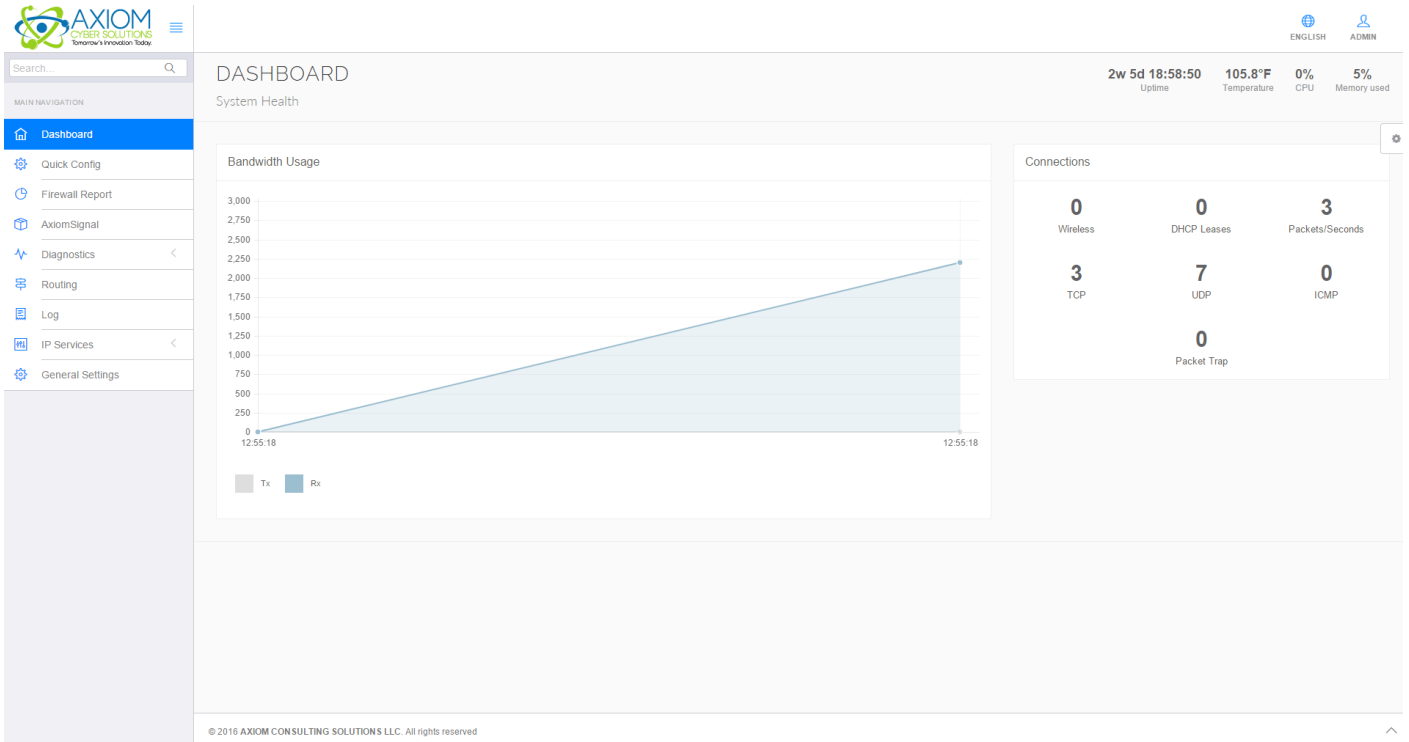 AXIOM
CYBER SOLUTIONS
Tomorrow's Innovation Today.
ENGLISH
ADMIN
Search...
MAIN NAVIGATION
Dashboard
Quick Config
Firewall Report
AxiomSignal
Diagnostics
Routing
Log
IP Services
General Settings
DASHBOARD
System Health
2w 5d 18:58:50
Uptime
105.8°F
Temperature
0%
CPU
5%
Memory used
Bandwidth Usage
3,000
2,750
2,500
2,250
2,000
1,750
1,500
1,250
1,000
750
500
250
0
12:55:18
12:55:18
Tx
Rx
Connections
0
Wireless
0
DHCP Leases
3
Packets/Seconds
3
TCP
7
UDP
0
ICMP
0
Packet Trap
© 2016 AXIOM CONSULTING SOLUTIONS LLC. All rights reserved